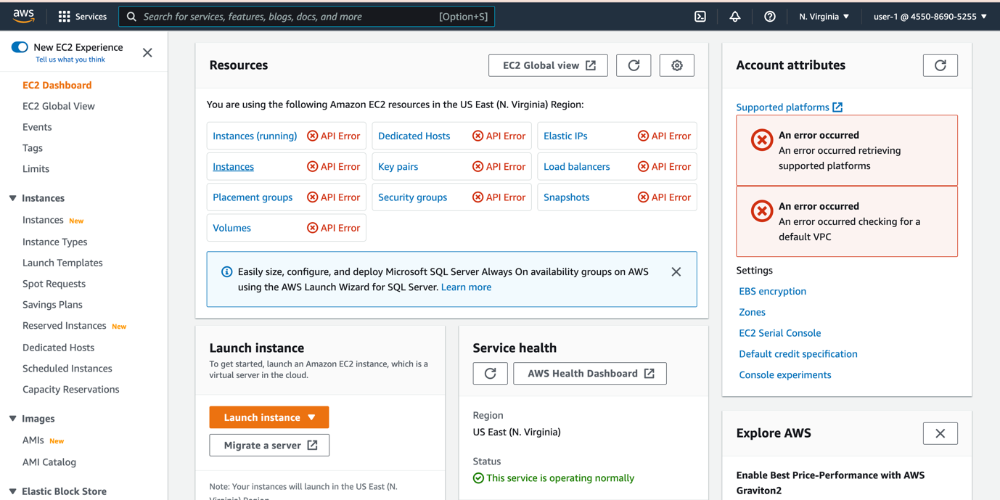 aws
Services
Search for services, features, blogs, docs, and more
[Option+S]
N. Virginia ▼
user-1 @ 4550-8690-5255 ▼
New EC2 Experience
Tell us what you think
EC2 Dashboard
EC2 Global View
Events
Tags
Limits
▼ Instances
Instances New
Instance Types
Launch Templates
Spot Requests
Savings Plans
Reserved Instances New
Dedicated Hosts
Scheduled Instances
Capacity Reservations
▼ Images
AMIs New
AMI Catalog
▼ Elastic Block Store
Resources
EC2 Global view
You are using the following Amazon EC2 resources in the US East (N. Virginia) Region:
Instances (running) API Error
Dedicated Hosts API Error
Elastic IPs API Error
Instances API Error
Key pairs API Error
Load balancers API Error
Placement groups API Error
Security groups API Error
Snapshots API Error
Volumes API Error
Easily size, configure, and deploy Microsoft SQL Server Always On availability groups on AWS
using the AWS Launch Wizard for SQL Server. Learn more
Launch instance
To get started, launch an Amazon EC2 instance, which is a
virtual server in the cloud.
Launch instance ▼
Migrate a server
Note: Your instances will launch in the US East (N.
Virginia) Region
Service health
AWS Health Dashboard
Region
US East (N. Virginia)
Status
This service is operating normally
Account attributes
Supported platforms
An error occurred
An error occurred retrieving
supported platforms
An error occurred
An error occurred checking for a
default VPC
Settings
EBS encryption
Zones
EC2 Serial Console
Default credit specification
Console experiments
Explore AWS
Enable Best Price-Performance with AWS
Graviton2